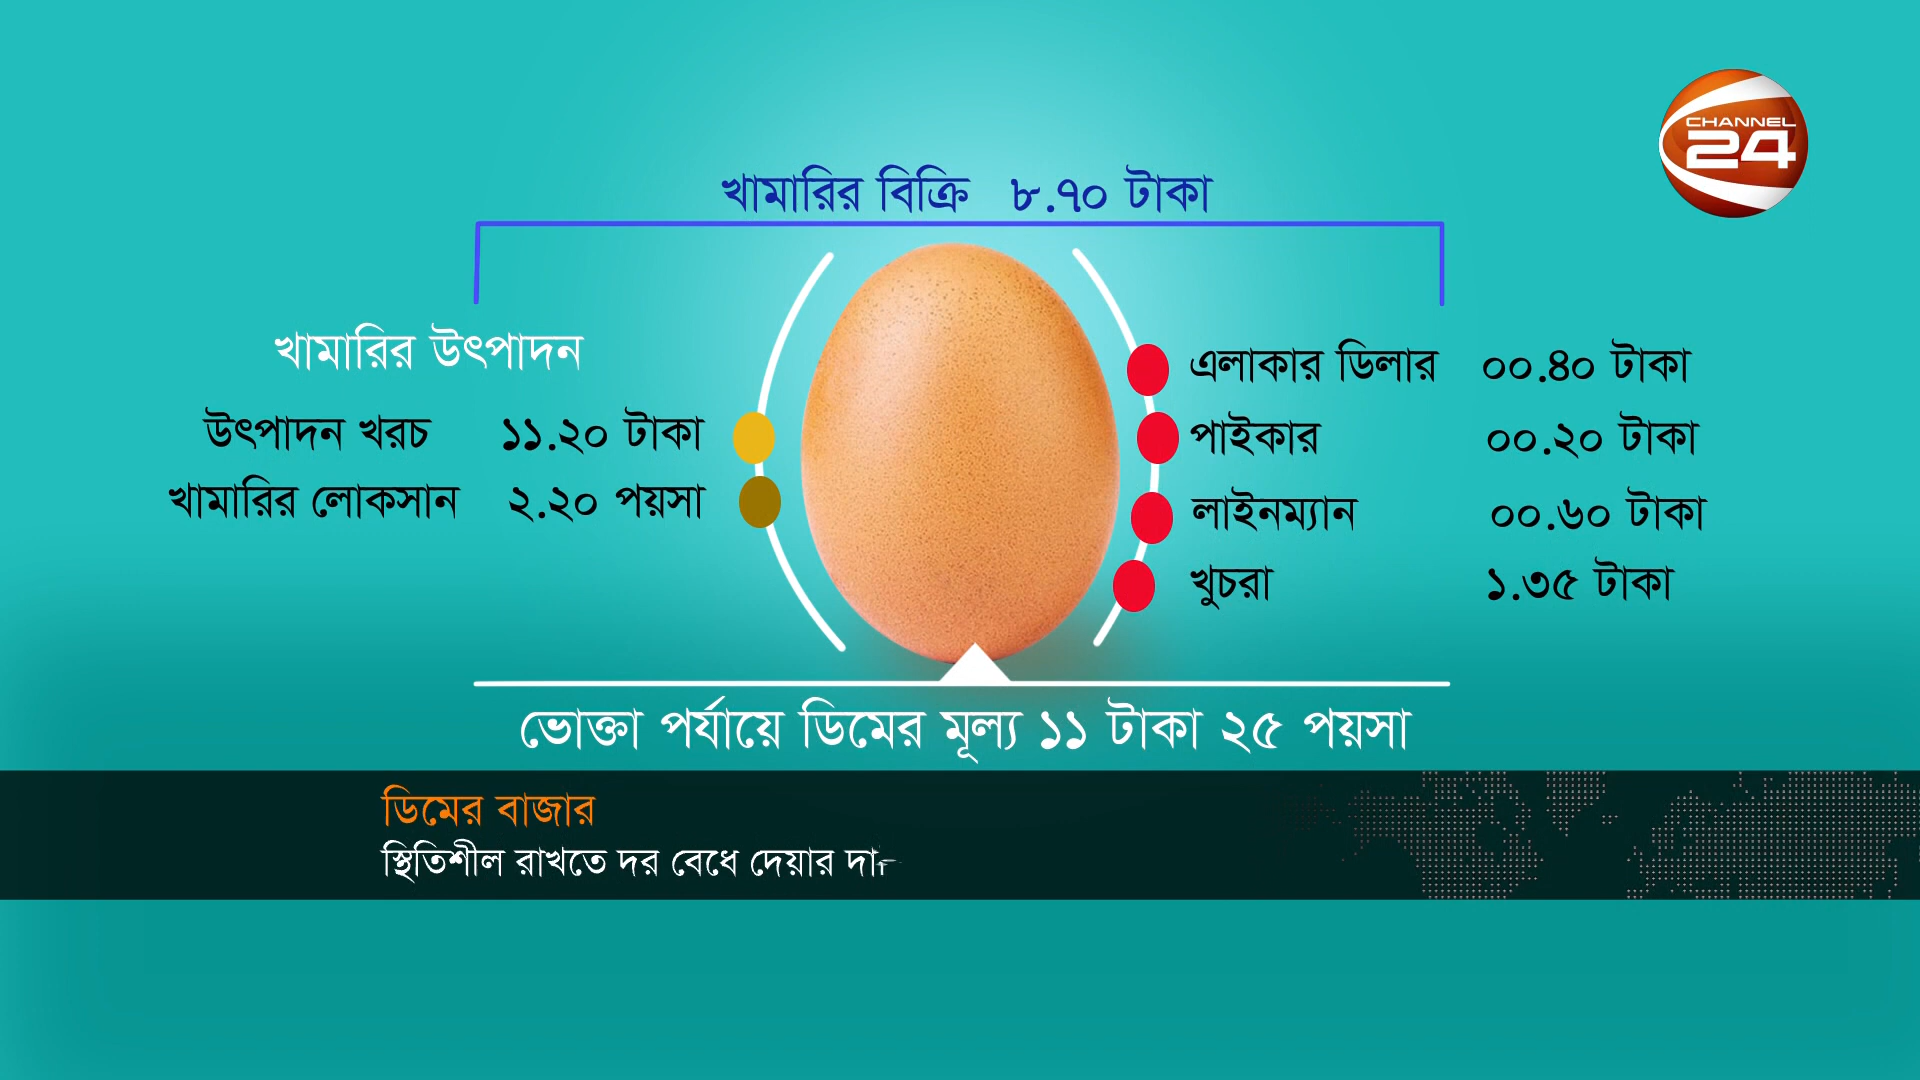 CHANNEL
24
খামারির বিক্রি ৮.৭০ টাকা
খামারির উৎপাদন
উৎপাদন খরচ ১১.২০ টাকা
খামারির লোকসান ২.২০ পয়সা
এলাকার ডিলার ০০.৪০ টাকা
পাইকার ০০.২০ টাকা
লাইনম্যান ০০.৬০ টাকা
খুচরা ১.৩৫ টাকা
ভোক্তা পর্যায়ে ডিমের মূল্য ১১ টাকা ২৫ পয়সা
ডিমের বাজার
স্থিতিশীল রাখতে দর বেধে দেয়ার